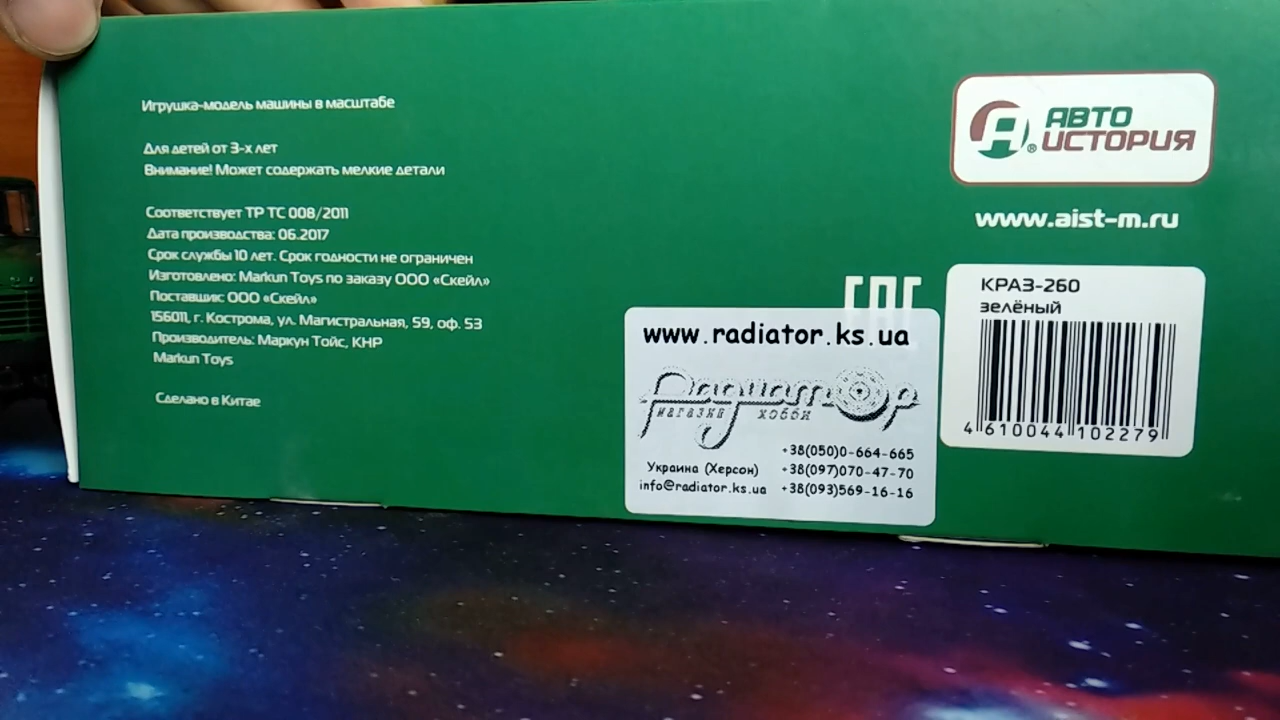 Игрушка-модель машины в масштабе
Для детей от 3-х лет
Внимание! Может содержать мелкие детали
Соответствует ТР ТС 008/2011
Дата производства: 06.2017
Срок службы 10 лет. Срок годности не ограничен
Изготовлено: Markun Toys по заказу ООО «Скейл»
Поставщик: ООО «Скейл»
156011, г. Кострома, ул. Магистральная, 59, оф. 53
Производитель: Маркун Тойс, КНР
Markun Toys
Сделано в Китае
АВТО
ИСТОРИЯ
®
www.aist-m.ru
EAC
КРАЗ-260
зелёный
4 610044 102279
www.radiator.ks.ua
Радиатор
магазин хобби
Украина (Херсон)
info@radiator.ks.ua
+38(050)0-664-665
+38(097)070-47-70
+38(093)569-16-16